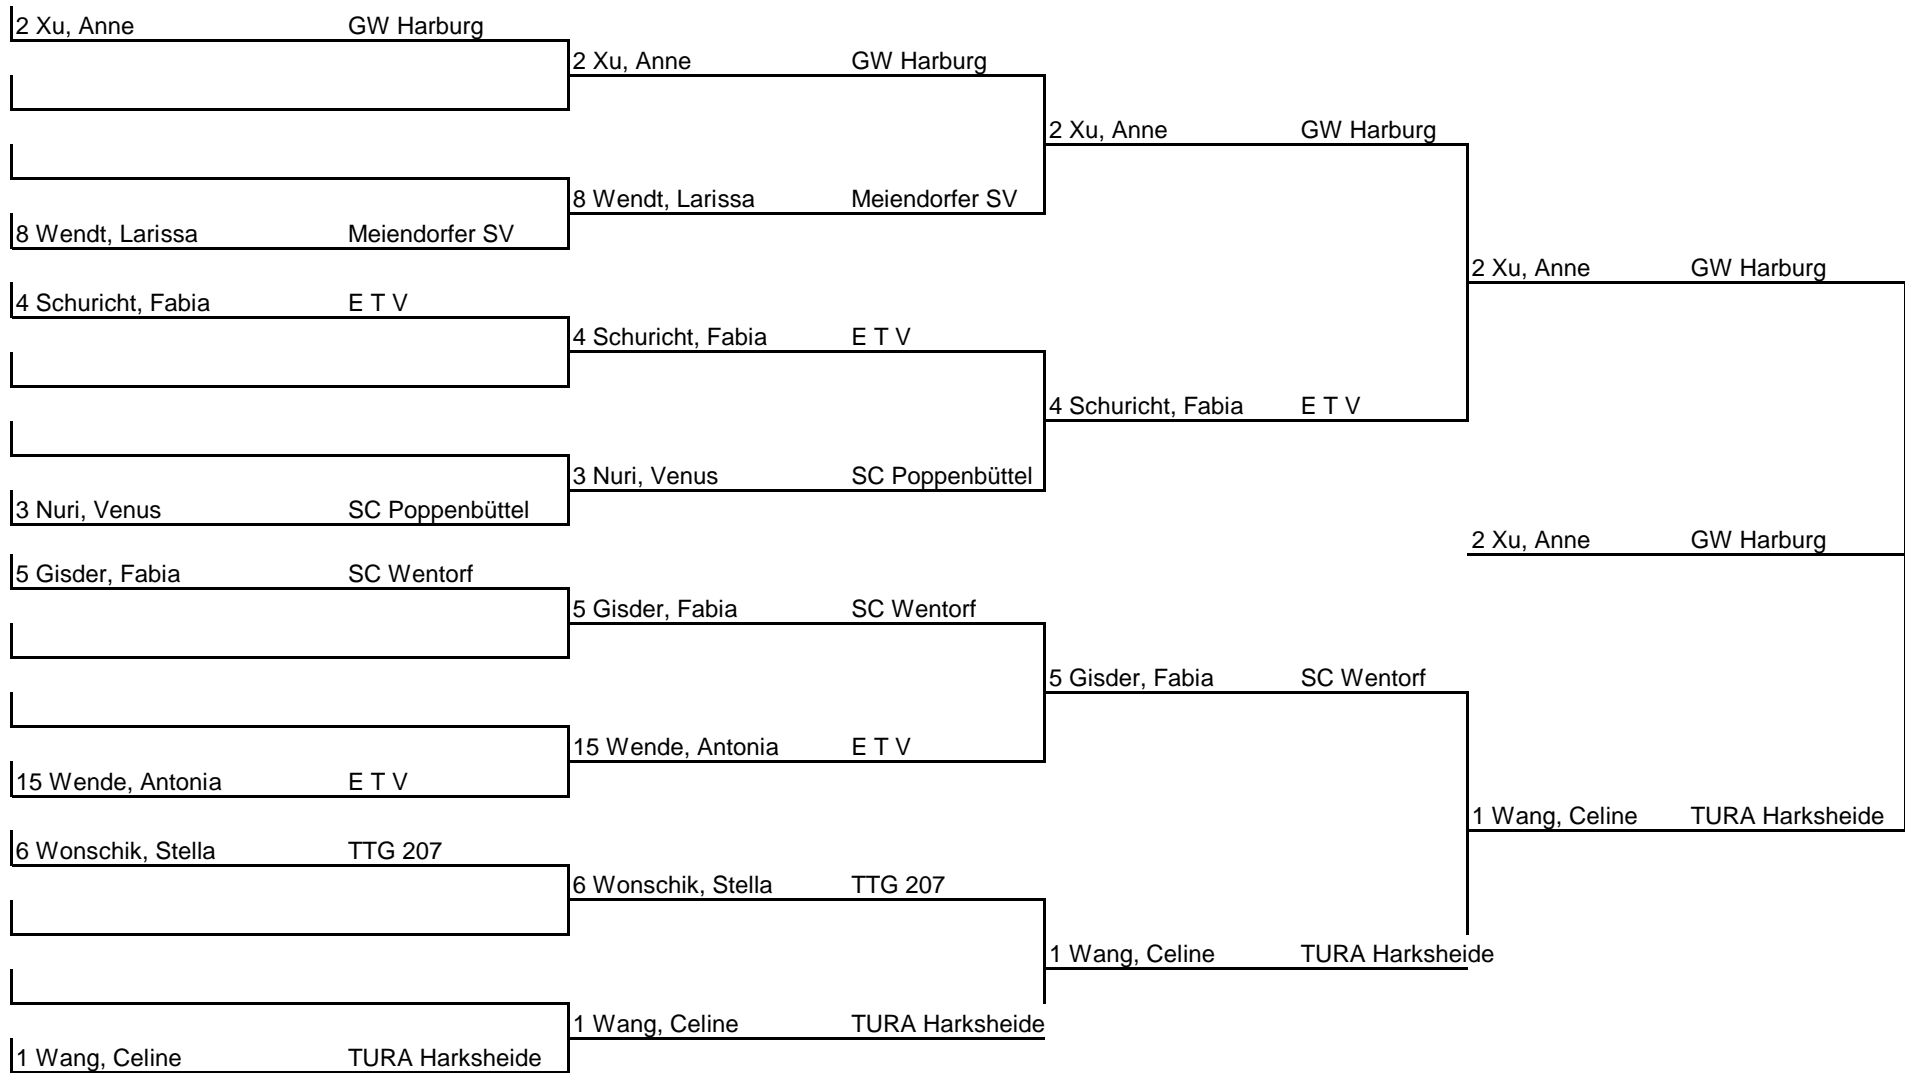 2 Xu, Anne GW Harburg
2 Xu, Anne GW Harburg
2 Xu, Anne GW Harburg
8 Wendt, Larissa Meiendorfer SV
8 Wendt, Larissa Meiendorfer SV
2 Xu, Anne GW Harburg
4 Schuricht, Fabia E T V
4 Schuricht, Fabia E T V
4 Schuricht, Fabia E T V
3 Nuri, Venus SC Poppenbüttel
3 Nuri, Venus SC Poppenbüttel
2 Xu, Anne GW Harburg
5 Gisder, Fabia SC Wentorf
5 Gisder, Fabia SC Wentorf
5 Gisder, Fabia SC Wentorf
15 Wende, Antonia E T V
15 Wende, Antonia E T V
1 Wang, Celine TURA Harksheide
6 Wonschik, Stella TTG 207
6 Wonschik, Stella TTG 207
1 Wang, Celine TURA Harksheide
1 Wang, Celine TURA Harksheide
1 Wang, Celine TURA Harksheide